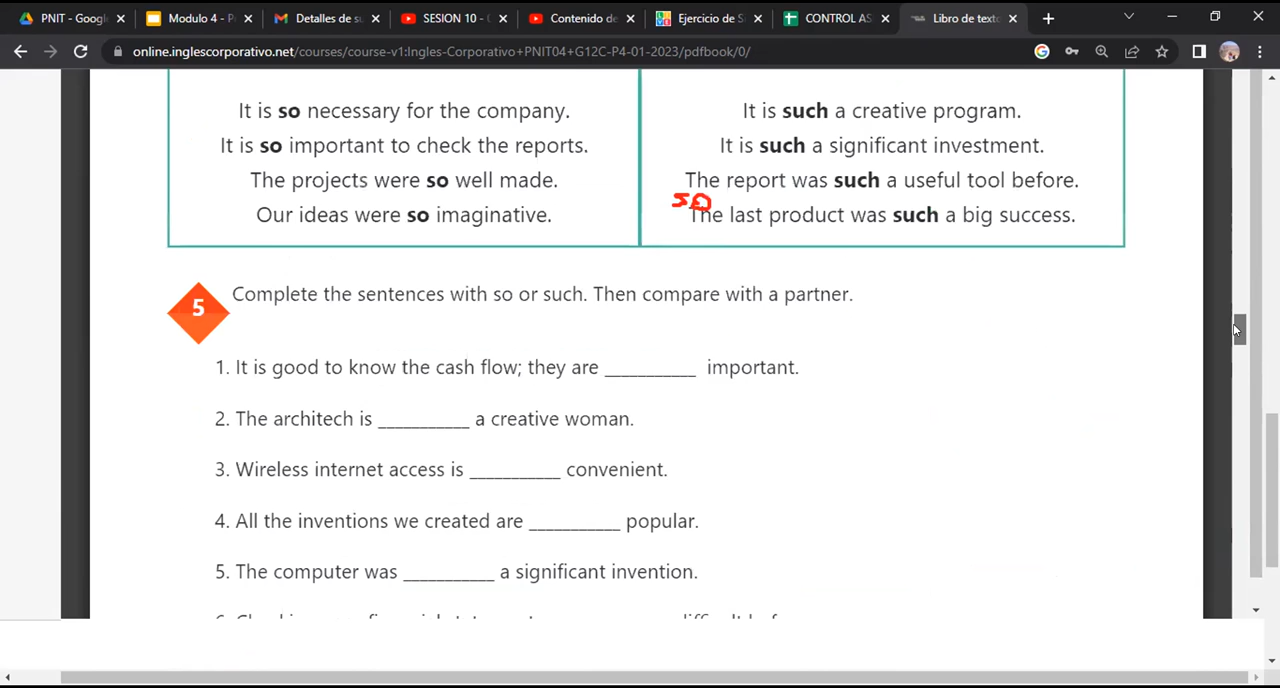 PNIT - Goog
Modulo 4 - P
Detalles de su
SESION 10 -
Contenido de
Ejercicio de S
CONTROL AS
Libro de texto
online.inglescorporativo.net/courses/course-v1:Ingles-Corporativo+PNIT04+G12C-P4-01-2023/pdfbook/0/
It is so necessary for the company.
It is so important to check the reports.
The projects were so well made.
Our ideas were so imaginative.
It is such a creative program.
It is such a significant investment.
The report was such a useful tool before.
so
The last product was such a big success.
5
Complete the sentences with so or such. Then compare with a partner.
1. It is good to know the cash flow; they are ___________ important.
2. The architech is ___________ a creative woman.
3. Wireless internet access is ___________ convenient.
4. All the inventions we created are ___________ popular.
5. The computer was ___________ a significant invention.